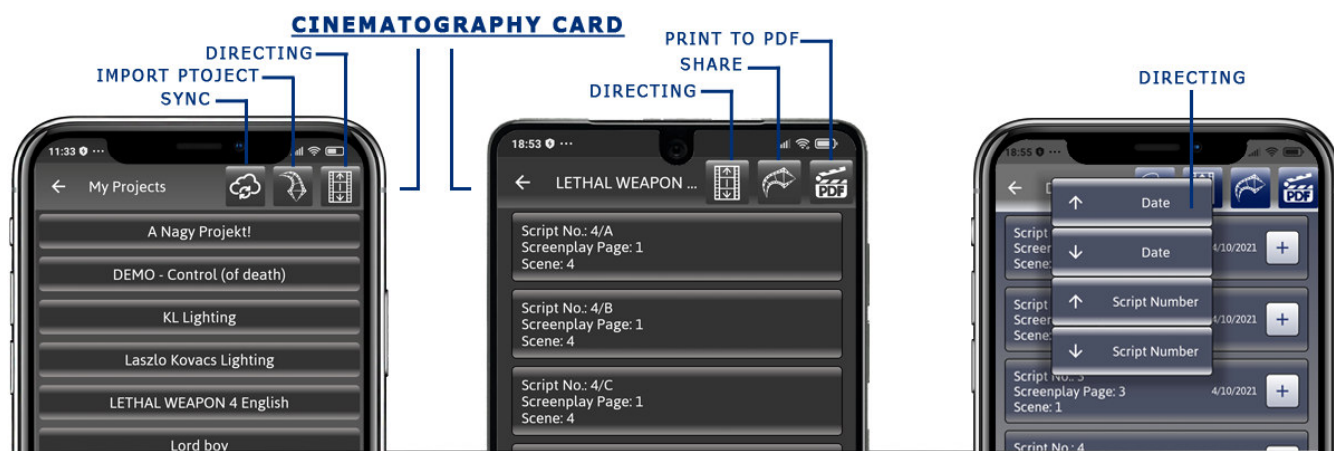 CINEMATOGRAPHY CARD
DIRECTING
IMPORT PTOJECT
SYNC
PRINT TO PDF
SHARE
DIRECTING
DIRECTING
11:33
My Projects
A Nagy Projekt!
DEMO - Control (of death)
KL Lighting
Laszlo Kovacs Lighting
LETHAL WEAPON 4 English
Lord boy
18:53
LETHAL WEAPON ...
PDF
Script No.: 4/A
Screenplay Page: 1
Scene: 4
Script No.: 4/B
Screenplay Page: 1
Scene: 4
Script No.: 4/C
Screenplay Page: 1
Scene: 4
18:55
D
PDF
Date
Date
Script Number
Script Number
Script
Screen
Scene:
4/10/2021
+
Script
Screen
Scene:
4/10/2021
+
Script No.: 3
Screenplay Page: 3
Scene: 1
4/10/2021
+
Script No.: 4